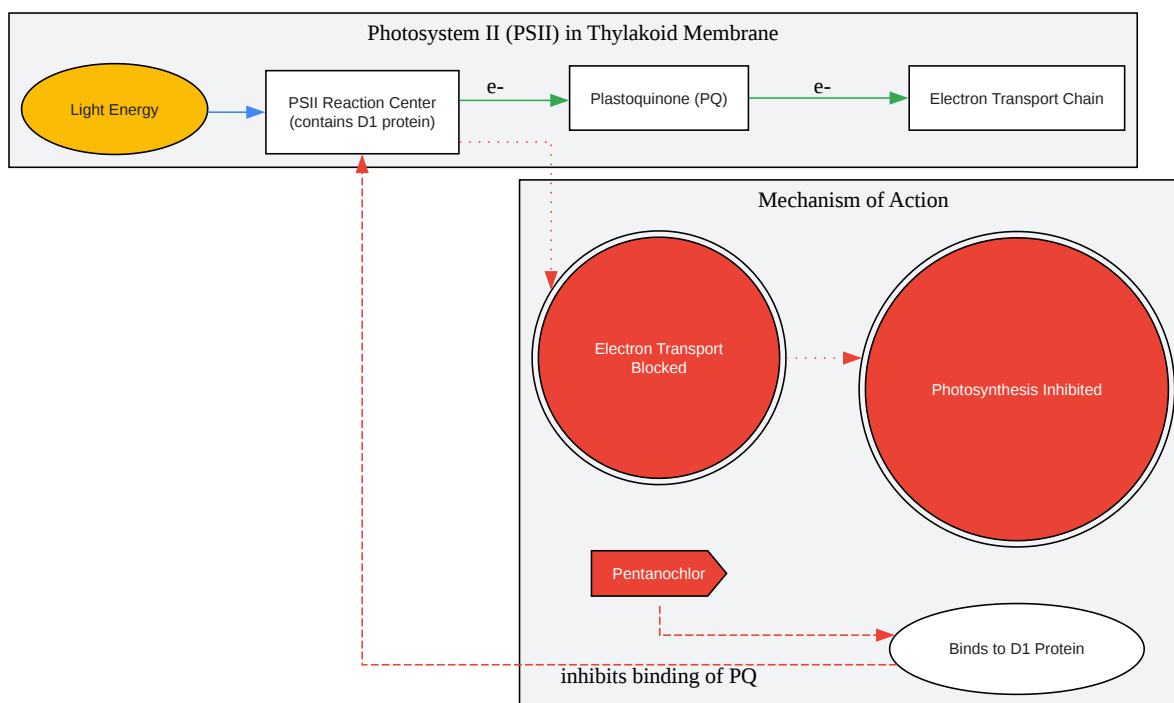 Photosystem II (PSII) in Thylakoid Membrane
Light Energy
PSII Reaction Center
(contains D1 protein)
e-
Plastoquinone (PQ)
e-
Electron Transport Chain
Mechanism of Action
Electron Transport
Blocked
Photosynthesis Inhibited
Pentanochlor
Binds to D1 Protein
inhibits binding of PQ